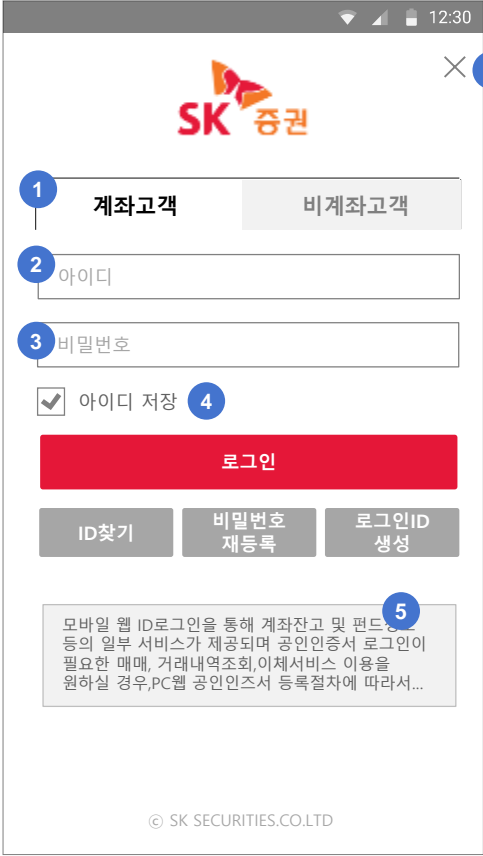 12:30
SK 증권
1
계좌고객 비계좌고객
2
아이디
3
비밀번호
아이디 저장 4
로그인
ID찾기
비밀번호
재등록
로그인ID
생성
5
모바일 웹 ID로그인을 통해 계좌잔고 및
등의 일부 서비스가 제공되며 공인인증서 로그인이
필요한 매매, 거래내역조회,이체서비스 이용을
원하실 경우,PC웹 공인인즈서 등록절차에 따라서...
ⓒ SK SECURITIES.CO.LTD